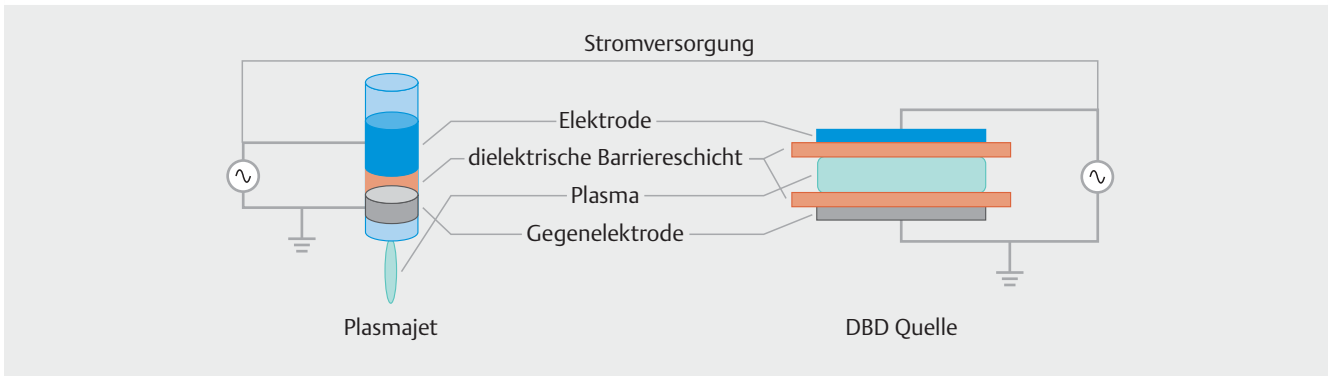 Stromversorgung
Elektrode
dielektrische Barriereschicht
Plasma
Gegenelektrode
Plasmajet
DBD Quelle